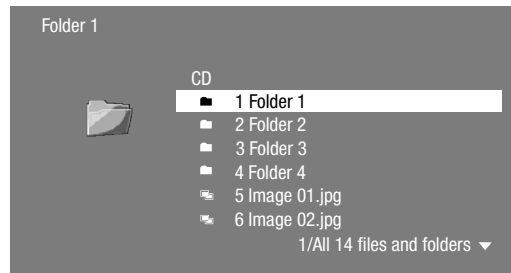 Folder 1
CD
1 Folder 1
2 Folder 2
3 Folder 3
4 Folder 4
5 Image 01.jpg
6 Image 02.jpg
1/All 14 files and folders